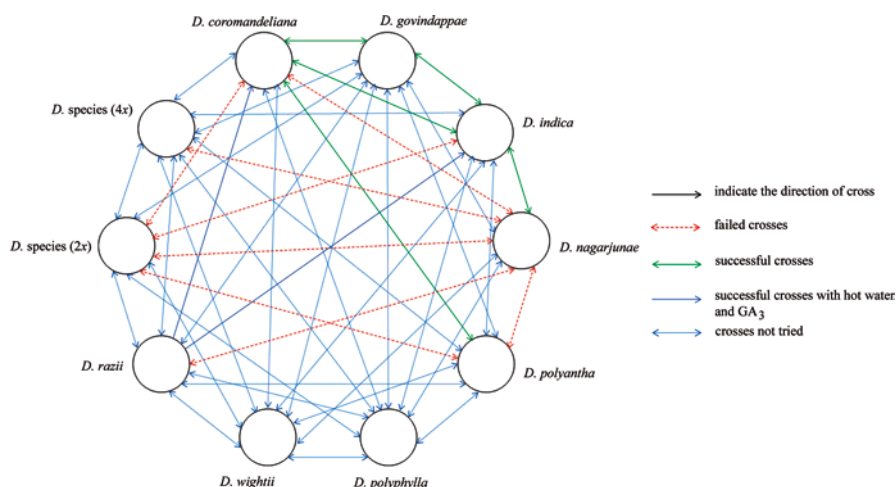 D. coromandeliana
D. govindappae
D. species (4x)
D. indica
D. species (2x)
D. nagarjunae
D. razii
D. polyantha
D. wightii
D. polyphylla
indicate the direction of cross
failed crosses
successful crosses
successful crosses with hot water
and GA3
crosses not tried